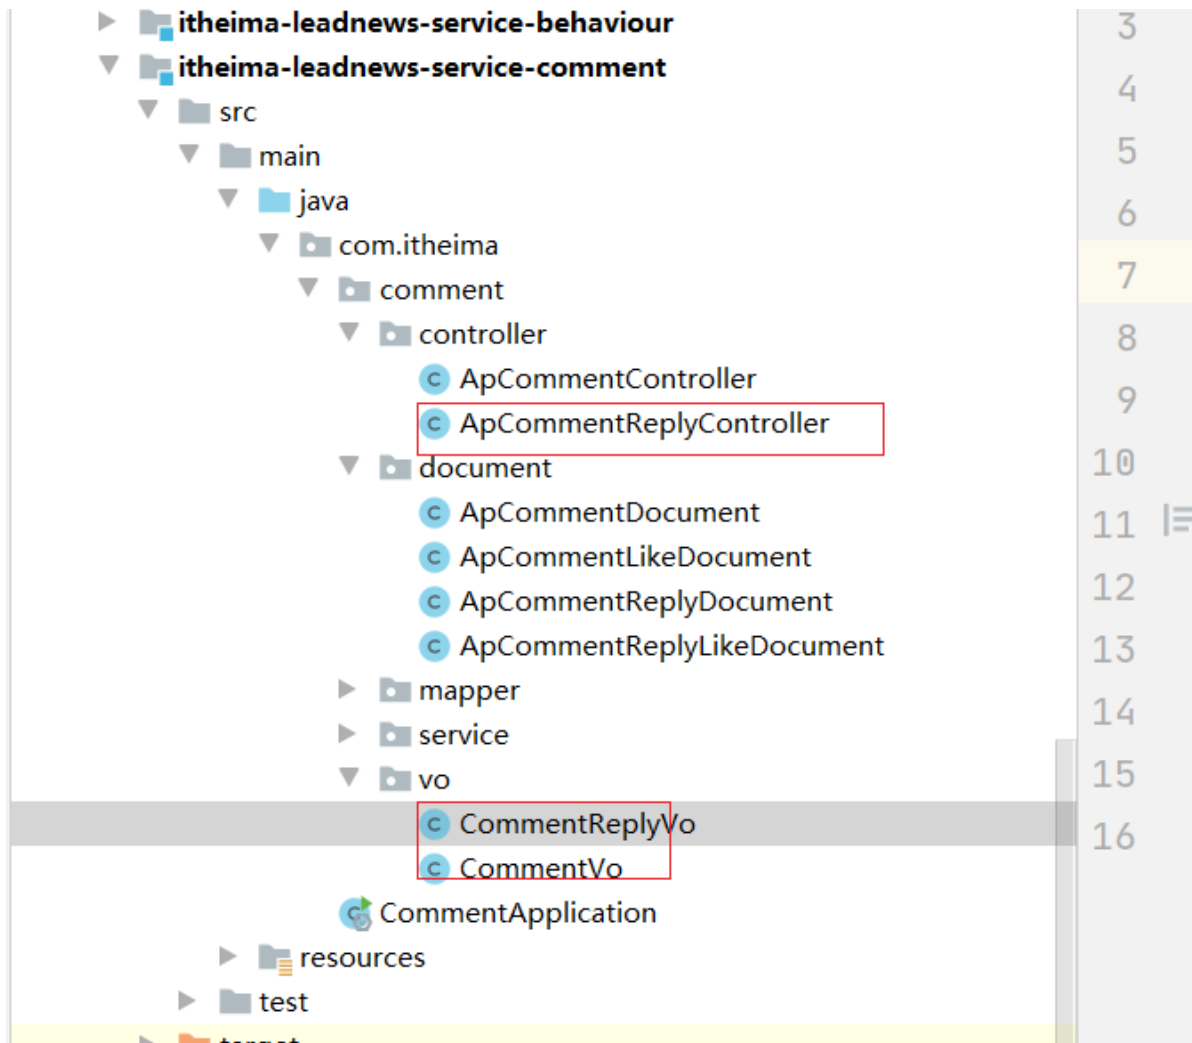 itheima-leadnews-service-behaviour
3
itheima-leadnews-service-comment
4
src
main
5
java
6
com.itheima
7
comment
controller
8
ApCommentController
9
ApCommentReplyController
document
10
ApCommentDocument
11
ApCommentLikeDocument
12
ApCommentReplyDocument
13
ApCommentReplyLikeDocument
mapper
14
service
15
vo
CommentReplyVo
16
CommentVo
CommentApplication
resources
test
target